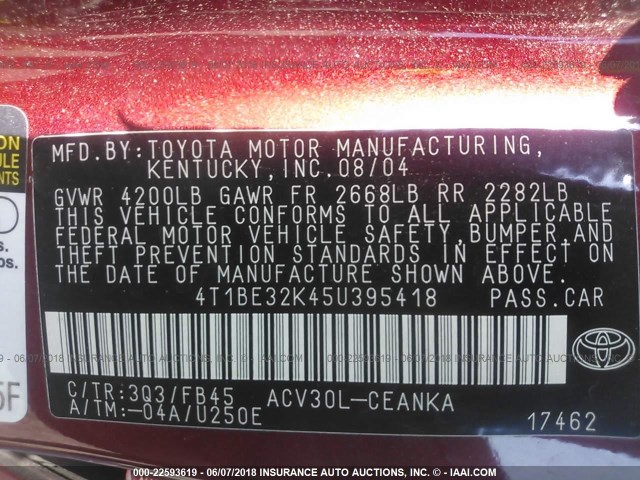 MFD.BY:TOYOTA MOTOR MANUFACTURING,
KENTUCKY,INC.08/04
GVWR 4200LB GAWR FR 2668LB RR 2282LB
THIS VEHICLE CONFORMS TO ALL APPLICABLE
FEDERAL MOTOR VEHICLE SAFETY,BUMPER,AND
THEFT PREVENTION STANDARDS IN EFFECT ON
THE DATE OF MANUFACTURE SHOWN ABOVE.
4T1BE32K45U395418 PASS.CAR
C/TR:3Q3/FB45 ACV30L-CEANKA
A/TM:-04A/U250E
17462
TOYOTA
000-22593619 - 06/07/2018 INSURANCE AUTO AUCTIONS, INC. - © IAAI.COM